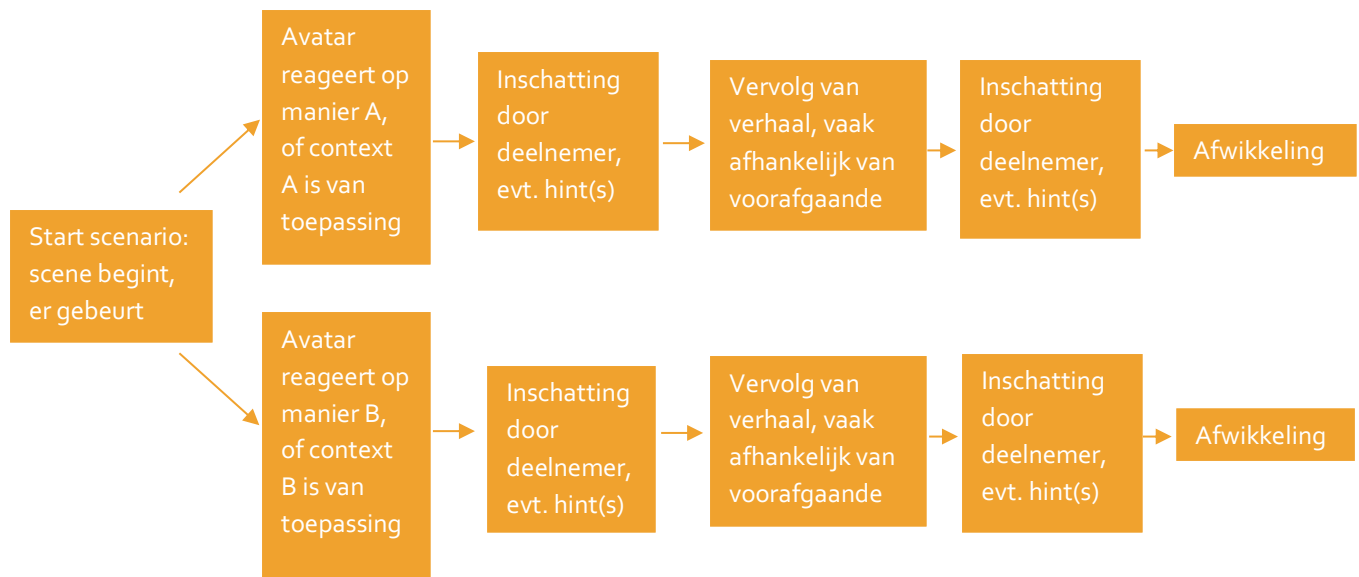 Start scenario:
scene begint,
er gebeurt
Avatar
reageert op
manier A,
of context
A is van
toepassing
Inschatting
door
deelnemer,
evt. hint(s)
Vervolg van
verhaal, vaak
afhankelijk van
voorafgaande
Inschatting
door
deelnemer,
evt. hint(s)
Afwikkeling
Avatar
reageert op
manier B,
of context
B is van
toepassing
Inschatting
door
deelnemer,
evt. hint(s)
Vervolg van
verhaal, vaak
afhankelijk van
voorafgaande
Inschatting
door
deelnemer,
evt. hint(s)
Afwikkeling